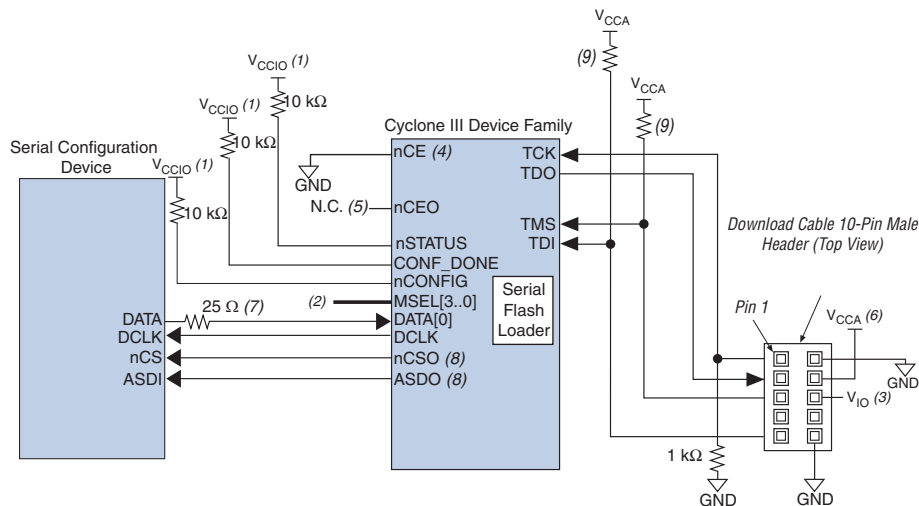 V_CCA
(9)
V_CCIO (1)
10 kΩ
V_CCA
(9)
V_CCIO (1)
10 kΩ
Cyclone III Device Family
Serial Configuration
Device
V_CCIO (1)
10 kΩ
nCE (4)
GND
N.C. (5)
nCEO
nSTATUS
CONF_DONE
nCONFIG
(2)
MSEL[3..0]
25 Ω (7)
DATA[0]
DCLK
nCSO (8)
ASDO (8)
DATA
DCLK
nCS
ASDI
TCK
TDO
TMS
TDI
Serial
Flash
Loader
Download Cable 10-Pin Male
Header (Top View)
Pin 1
V_CCA (6)
GND
V_IO (3)
1 kΩ
GND
GND